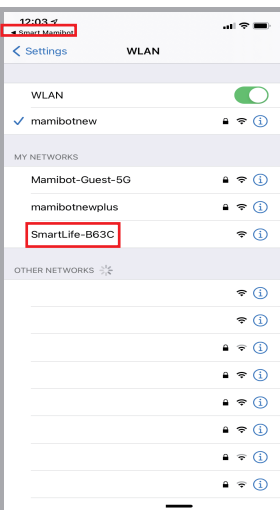 12:03
◀ Smart Mamibot
Settings
WLAN
WLAN
mamibotnew
MY NETWORKS
Mamibot-Guest-5G
mamibotnewplus
SmartLife-B63C
OTHER NETWORKS